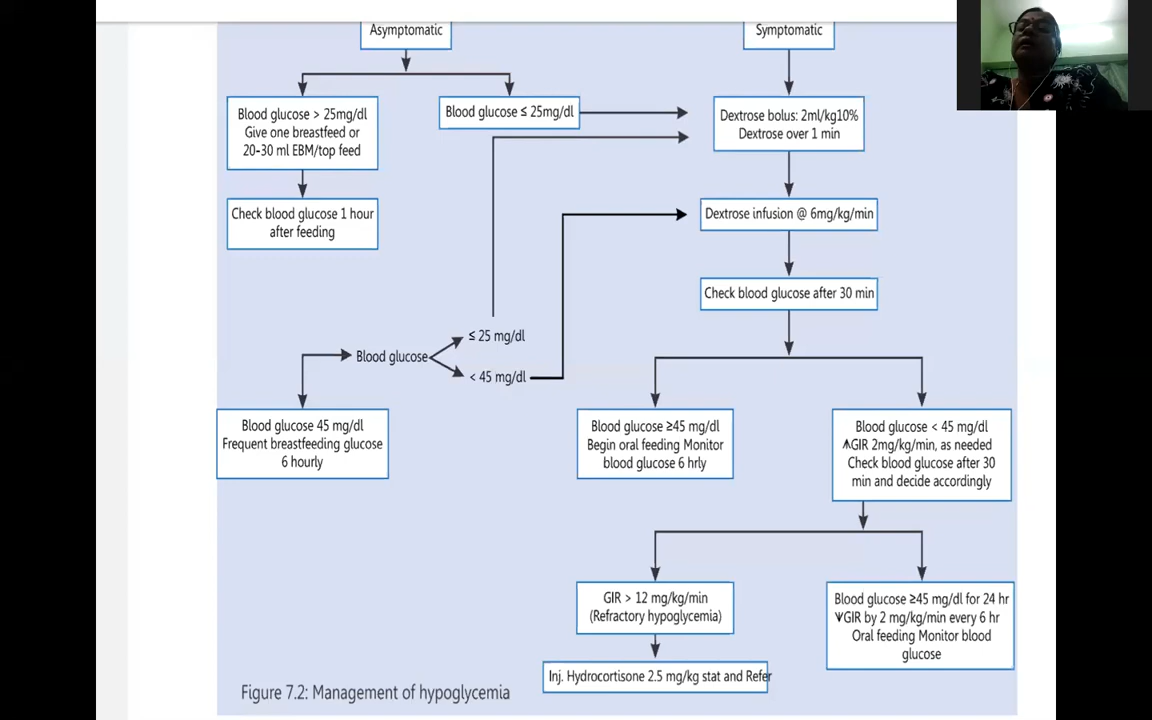 Asymptomatic
Symptomatic
Blood glucose > 25mg/dl
Give one breastfeed or
20-30 ml EBM/top feed
Blood glucose ≤ 25mg/dl
Dextrose bolus: 2ml/kg10%
Dextrose over 1 min
Check blood glucose 1 hour
after feeding
Dextrose infusion @ 6mg/kg/min
Check blood glucose after 30 min
Blood glucose
≤ 25 mg/dl
< 45 mg/dl
Blood glucose 45 mg/dl
Frequent breastfeeding glucose
6 hourly
Blood glucose ≥45 mg/dl
Begin oral feeding Monitor
blood glucose 6 hrly
Blood glucose < 45 mg/dl
↑GIR 2mg/kg/min, as needed
Check blood glucose after 30
min and decide accordingly
GIR > 12 mg/kg/min
(Refractory hypoglycemia)
Blood glucose ≥45 mg/dl for 24 hr
↓GIR by 2 mg/kg/min every 6 hr
Oral feeding Monitor blood
glucose
Inj. Hydrocortisone 2.5 mg/kg stat and Refer
Figure 7.2: Management of hypoglycemia